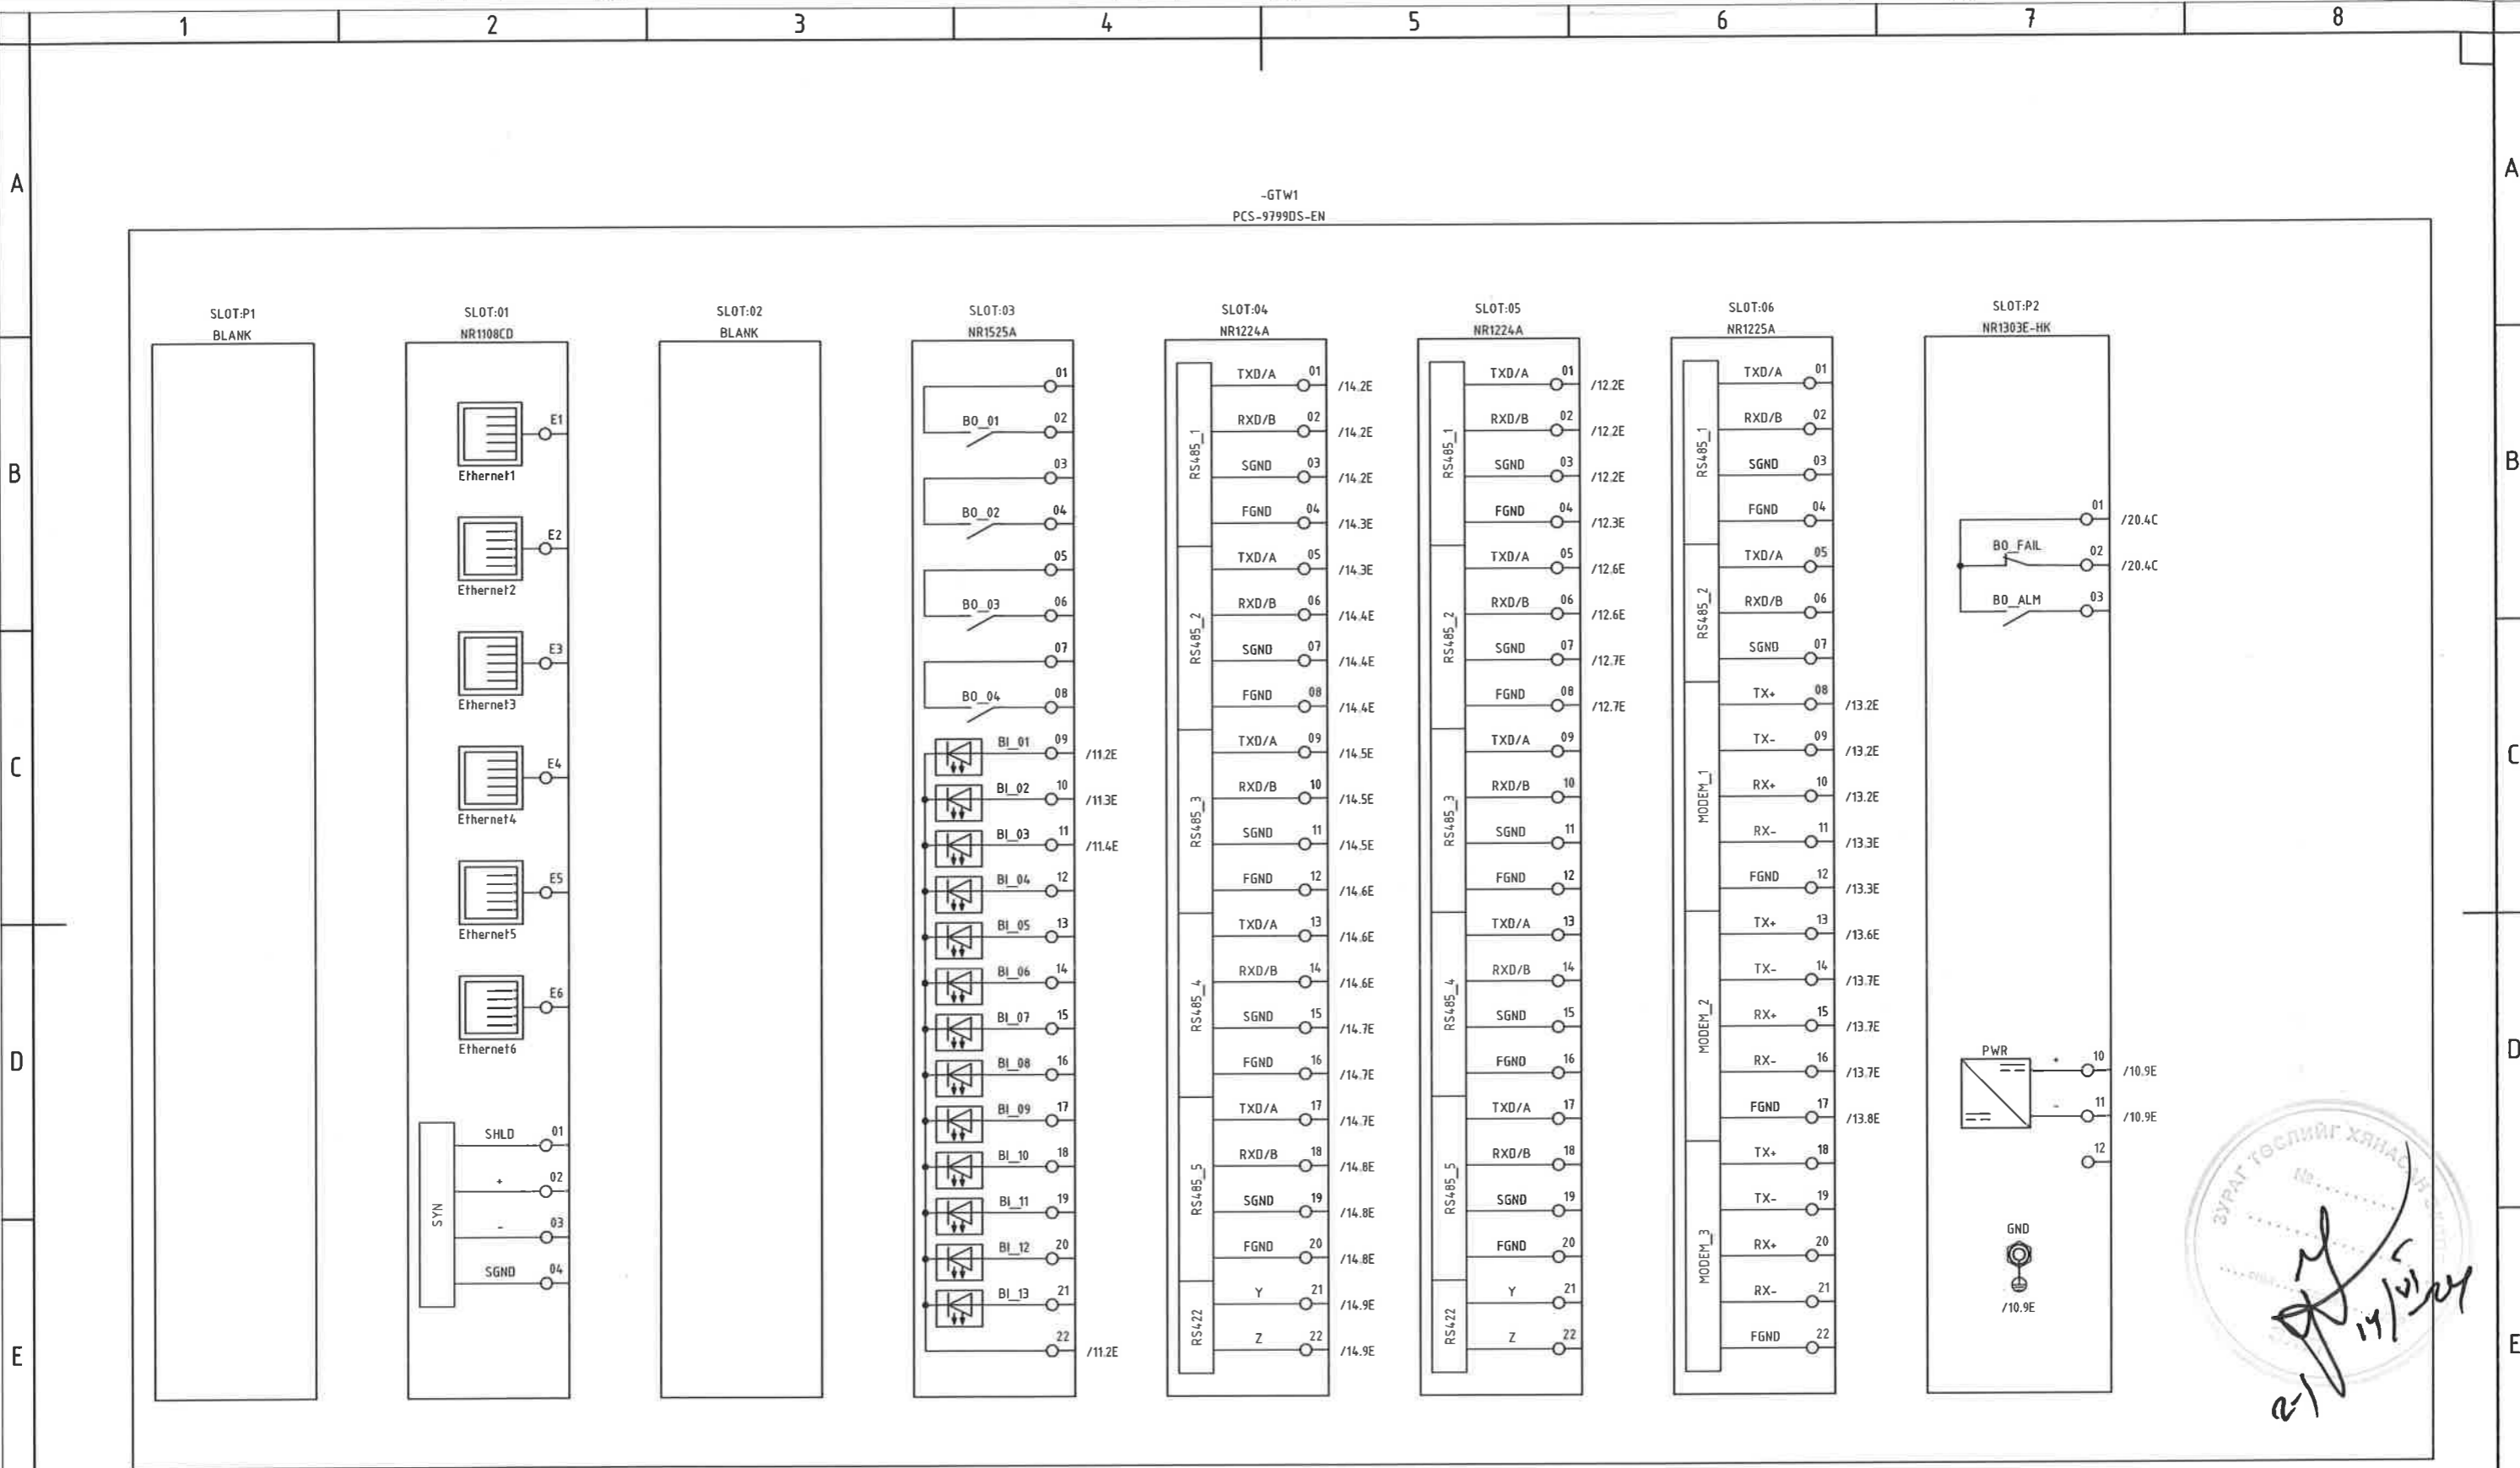 1 2 3 4 5 6 7 8
A A
-GTW1
PCS-9799DS-EN
SLOT:P1
BLANK
SLOT:01
NR1108CD
E1
Ethernet1
E2
Ethernet2
E3
Ethernet3
E4
Ethernet4
E5
Ethernet5
E6
Ethernet6
SYN
SHLD 01
+ 02
- 03
SGND 04
SLOT:02
BLANK
SLOT:03
NR1525A
01
BO_01 02
03
BO_02 04
05
BO_03 06
07
BO_04 08
BI_01 09 /11.2E
BI_02 10 /11.3E
BI_03 11 /11.4E
BI_04 12
BI_05 13
BI_06 14
BI_07 15
BI_08 16
BI_09 17
BI_10 18
BI_11 19
BI_12 20
BI_13 21
22 /11.2E
SLOT:04
NR1224A
RS485_1
TXD/A 01 /14.2E
RXD/B 02 /14.2E
SGND 03 /14.2E
FGND 04 /14.3E
RS485_2
TXD/A 05 /14.3E
RXD/B 06 /14.4E
SGND 07 /14.4E
FGND 08 /14.4E
RS485_3
TXD/A 09 /14.5E
RXD/B 10 /14.5E
SGND 11 /14.5E
FGND 12 /14.6E
RS485_4
TXD/A 13 /14.6E
RXD/B 14 /14.6E
SGND 15 /14.7E
FGND 16 /14.7E
RS485_5
TXD/A 17 /14.7E
RXD/B 18 /14.8E
SGND 19 /14.8E
FGND 20 /14.8E
RS422
Y 21 /14.9E
Z 22 /14.9E
SLOT:05
NR1224A
RS485_1
TXD/A 01 /12.2E
RXD/B 02 /12.2E
SGND 03 /12.2E
FGND 04 /12.3E
RS485_2
TXD/A 05 /12.6E
RXD/B 06 /12.6E
SGND 07 /12.7E
FGND 08 /12.7E
RS485_3
TXD/A 09
RXD/B 10
SGND 11
FGND 12
RS485_4
TXD/A 13
RXD/B 14
SGND 15
FGND 16
RS485_5
TXD/A 17
RXD/B 18
SGND 19
FGND 20
RS422
Y 21
Z 22
SLOT:06
NR1225A
RS485_1
TXD/A 01
RXD/B 02
SGND 03
FGND 04
RS485_2
TXD/A 05
RXD/B 06
SGND 07
MODEM_1
TX+ 08 /13.2E
TX- 09 /13.2E
RX+ 10 /13.2E
RX- 11 /13.3E
FGND 12 /13.3E
MODEM_2
TX+ 13 /13.6E
TX- 14 /13.7E
RX+ 15 /13.7E
RX- 16 /13.7E
FGND 17 /13.8E
MODEM_3
TX+ 18
TX- 19
RX+ 20
RX- 21
FGND 22
SLOT:P2
NR1303E-HK
01 /20.4C
BO_FAIL 02 /20.4C
BO_ALM 03
PWR
+ 10 /10.9E
- 11 /10.9E
12
GND
/10.9E
B B
C C
D D
E E
ЗУРАГ ТӨСЛИЙГ ХЯНАСАН
№